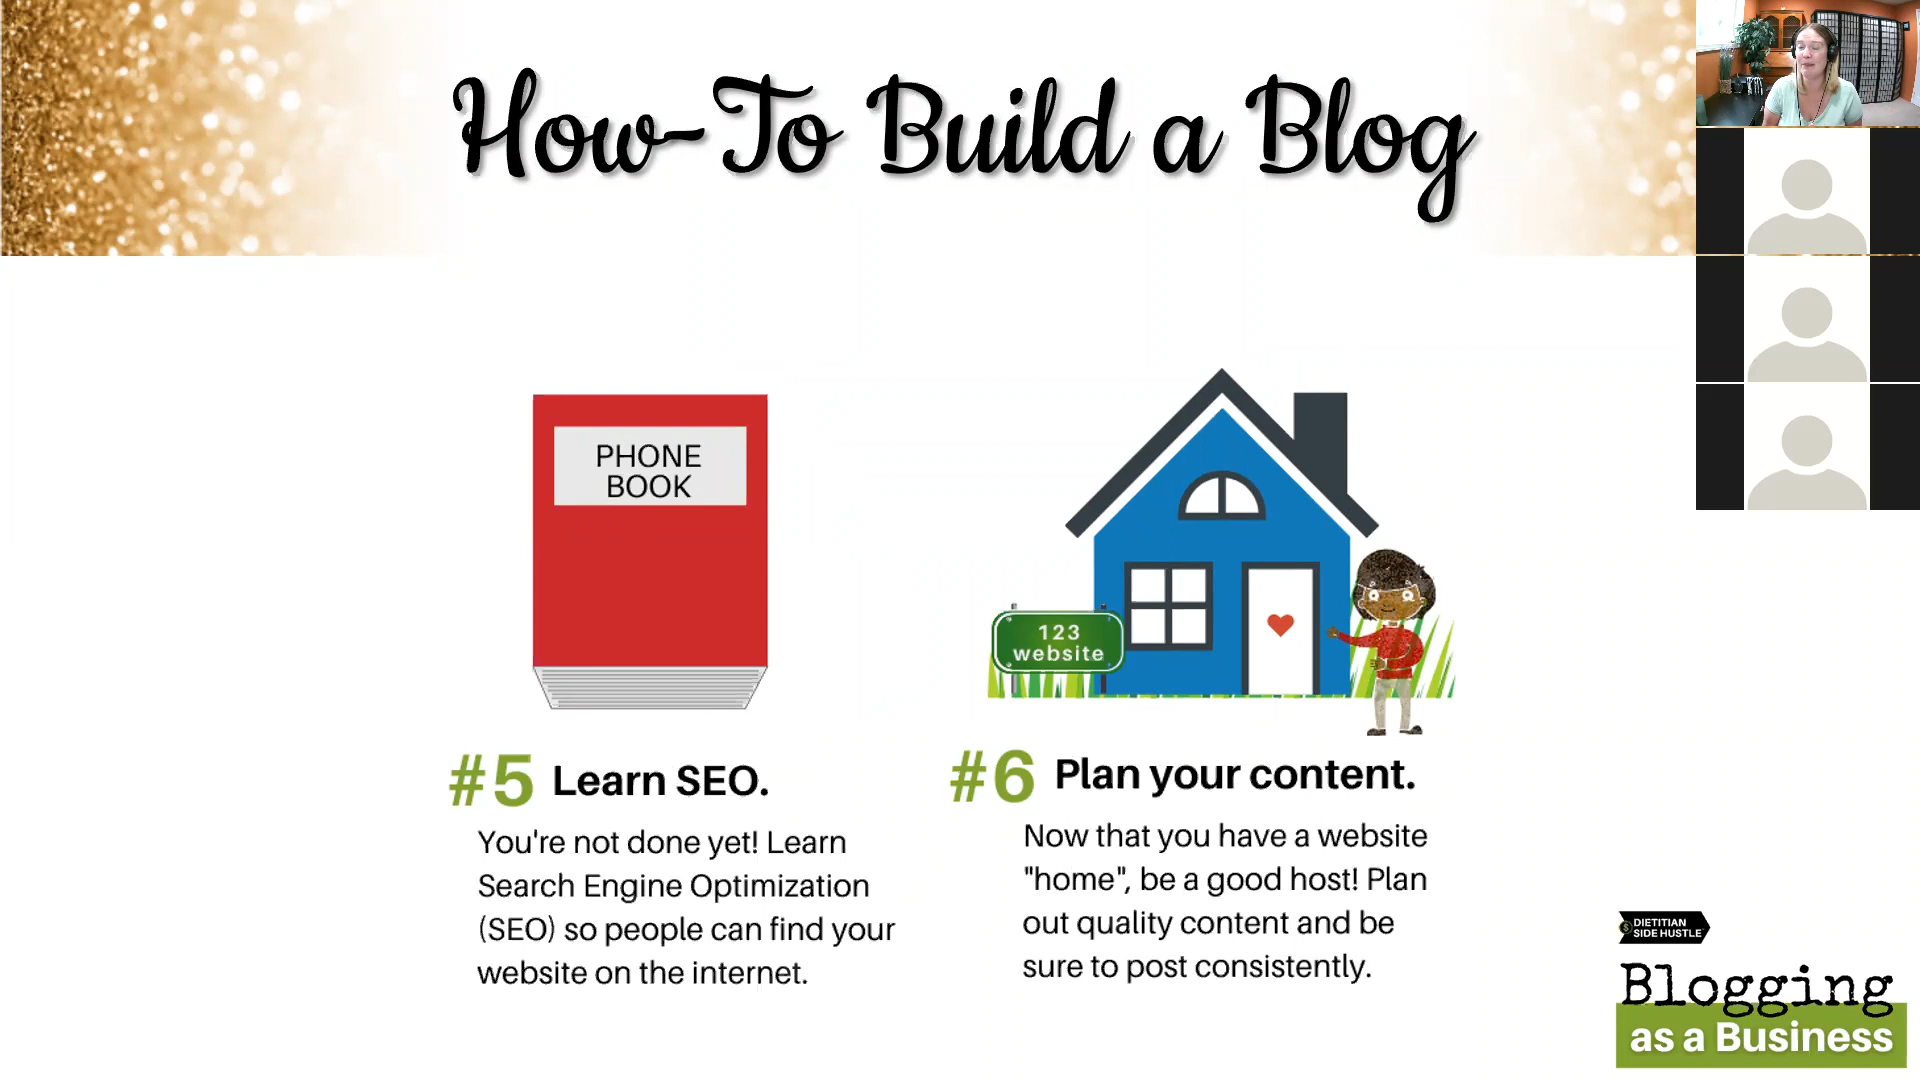 How-To Build a Blog
PHONE
BOOK
123
website
#5 Learn SEO.
You're not done yet! Learn
Search Engine Optimization
(SEO) so people can find your
website on the internet.
#6 Plan your content.
Now that you have a website
"home", be a good host! Plan
out quality content and be
sure to post consistently.
$ DIETITIAN
SIDE HUSTLE
Blogging
as a Business